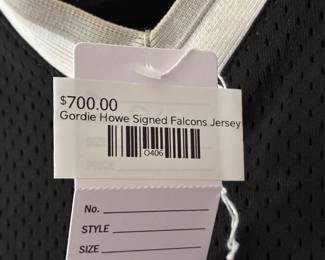 $700.00
Gordie Howe Signed Falcons Jersey
0406
No.
STYLE
SIZE